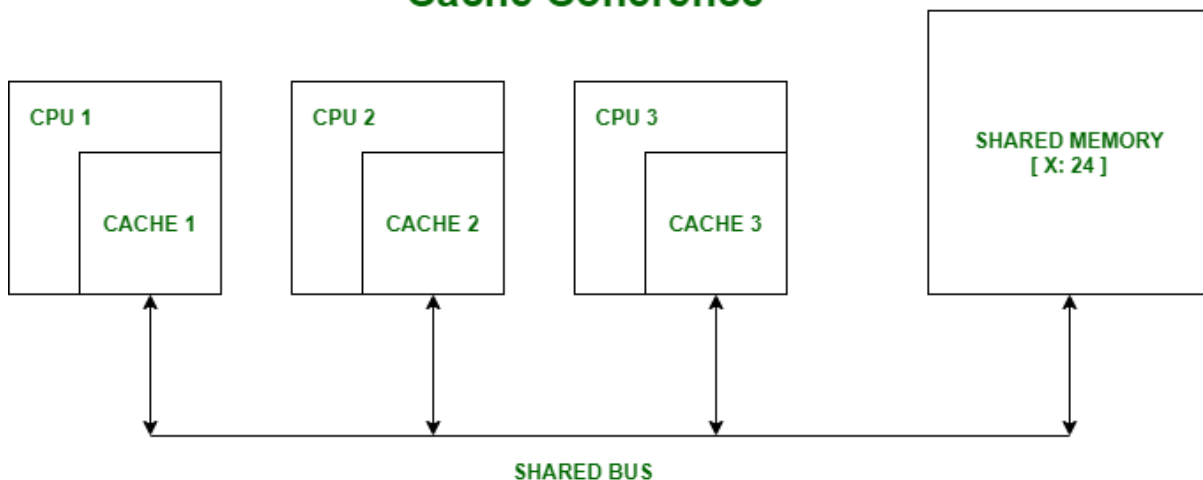 Cache Coherence
CPU 1
CACHE 1
CPU 2
CACHE 2
CPU 3
CACHE 3
SHARED MEMORY
[ X: 24 ]
SHARED BUS